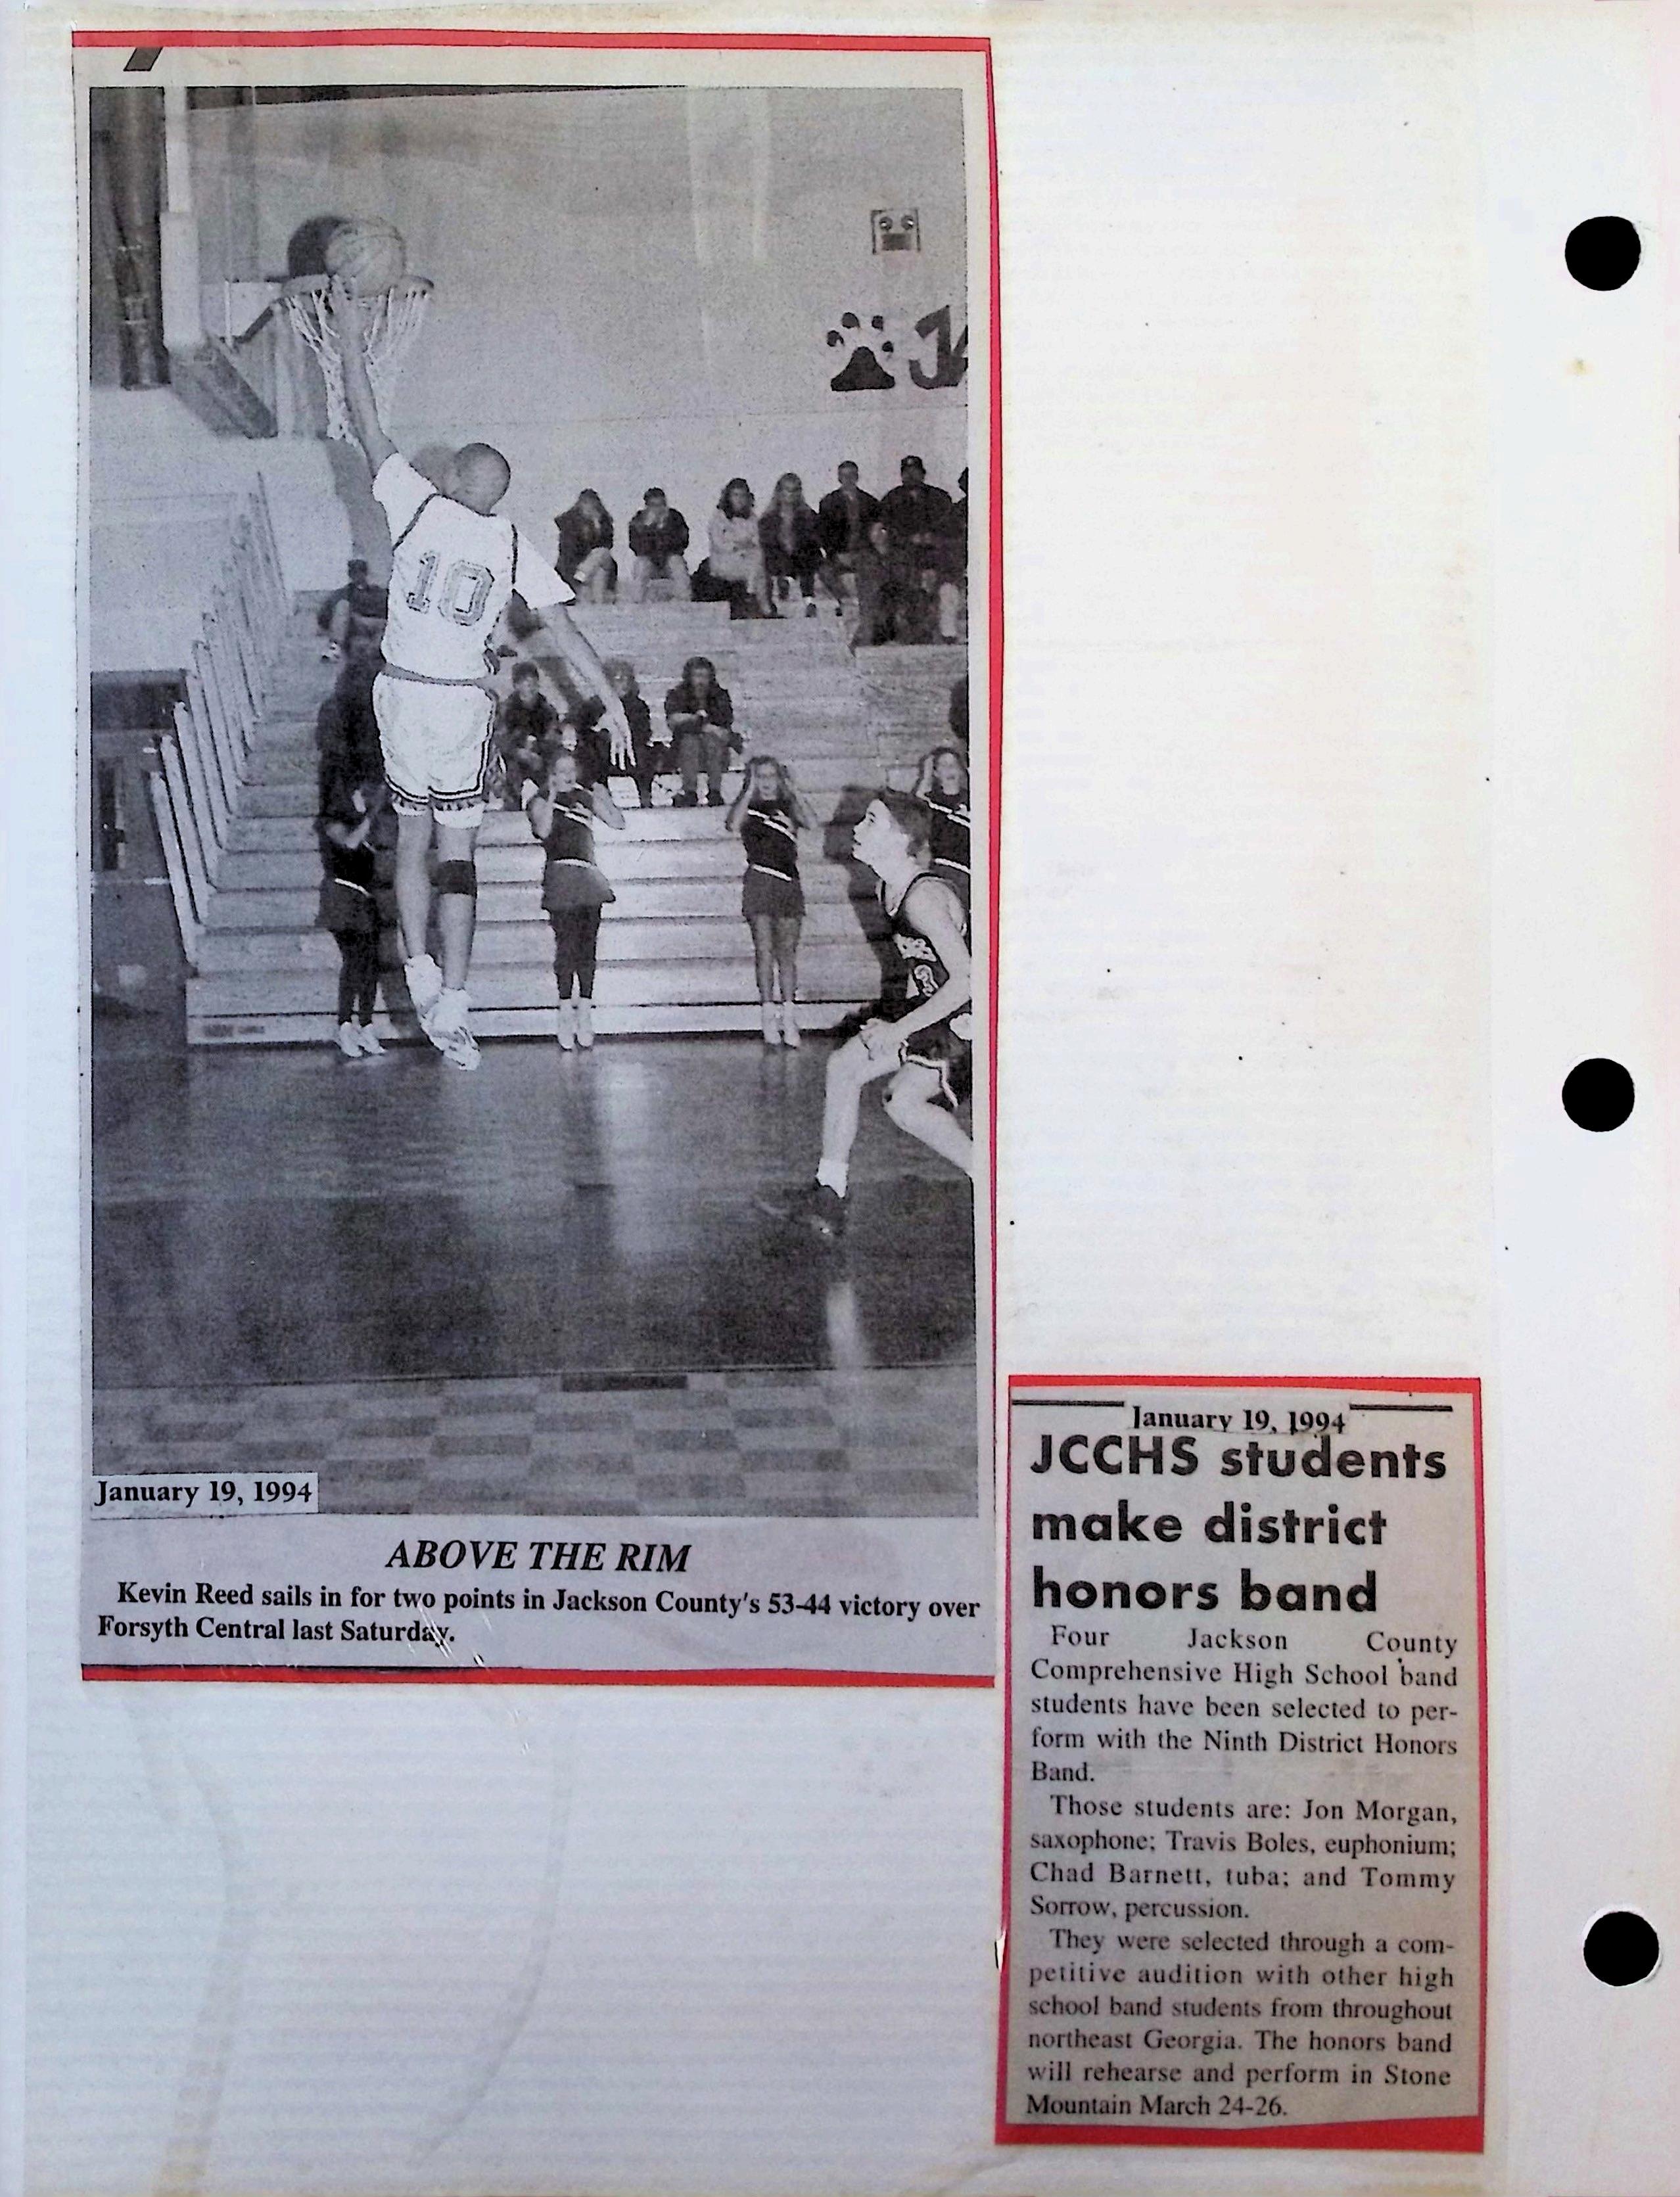 JA
10
3
January 19, 1994
ABOVE THE RIM
Kevin Reed sails in for two points in Jackson County's 53-44 victory over
Forsyth Central last Saturday.
January 19, 1994
JCCHS students
make district
honors band
Four Jackson County
Comprehensive High School band
students have been selected to per-
form with the Ninth District Honors
Band.
Those students are: Jon Morgan,
saxophone; Travis Boles, euphonium;
Chad Barnett, tuba; and Tommy
Sorrow, percussion.
They were selected through a com-
petitive audition with other high
school band students from throughout
northeast Georgia. The honors band
will rehearse and perform in Stone
Mountain March 24-26.